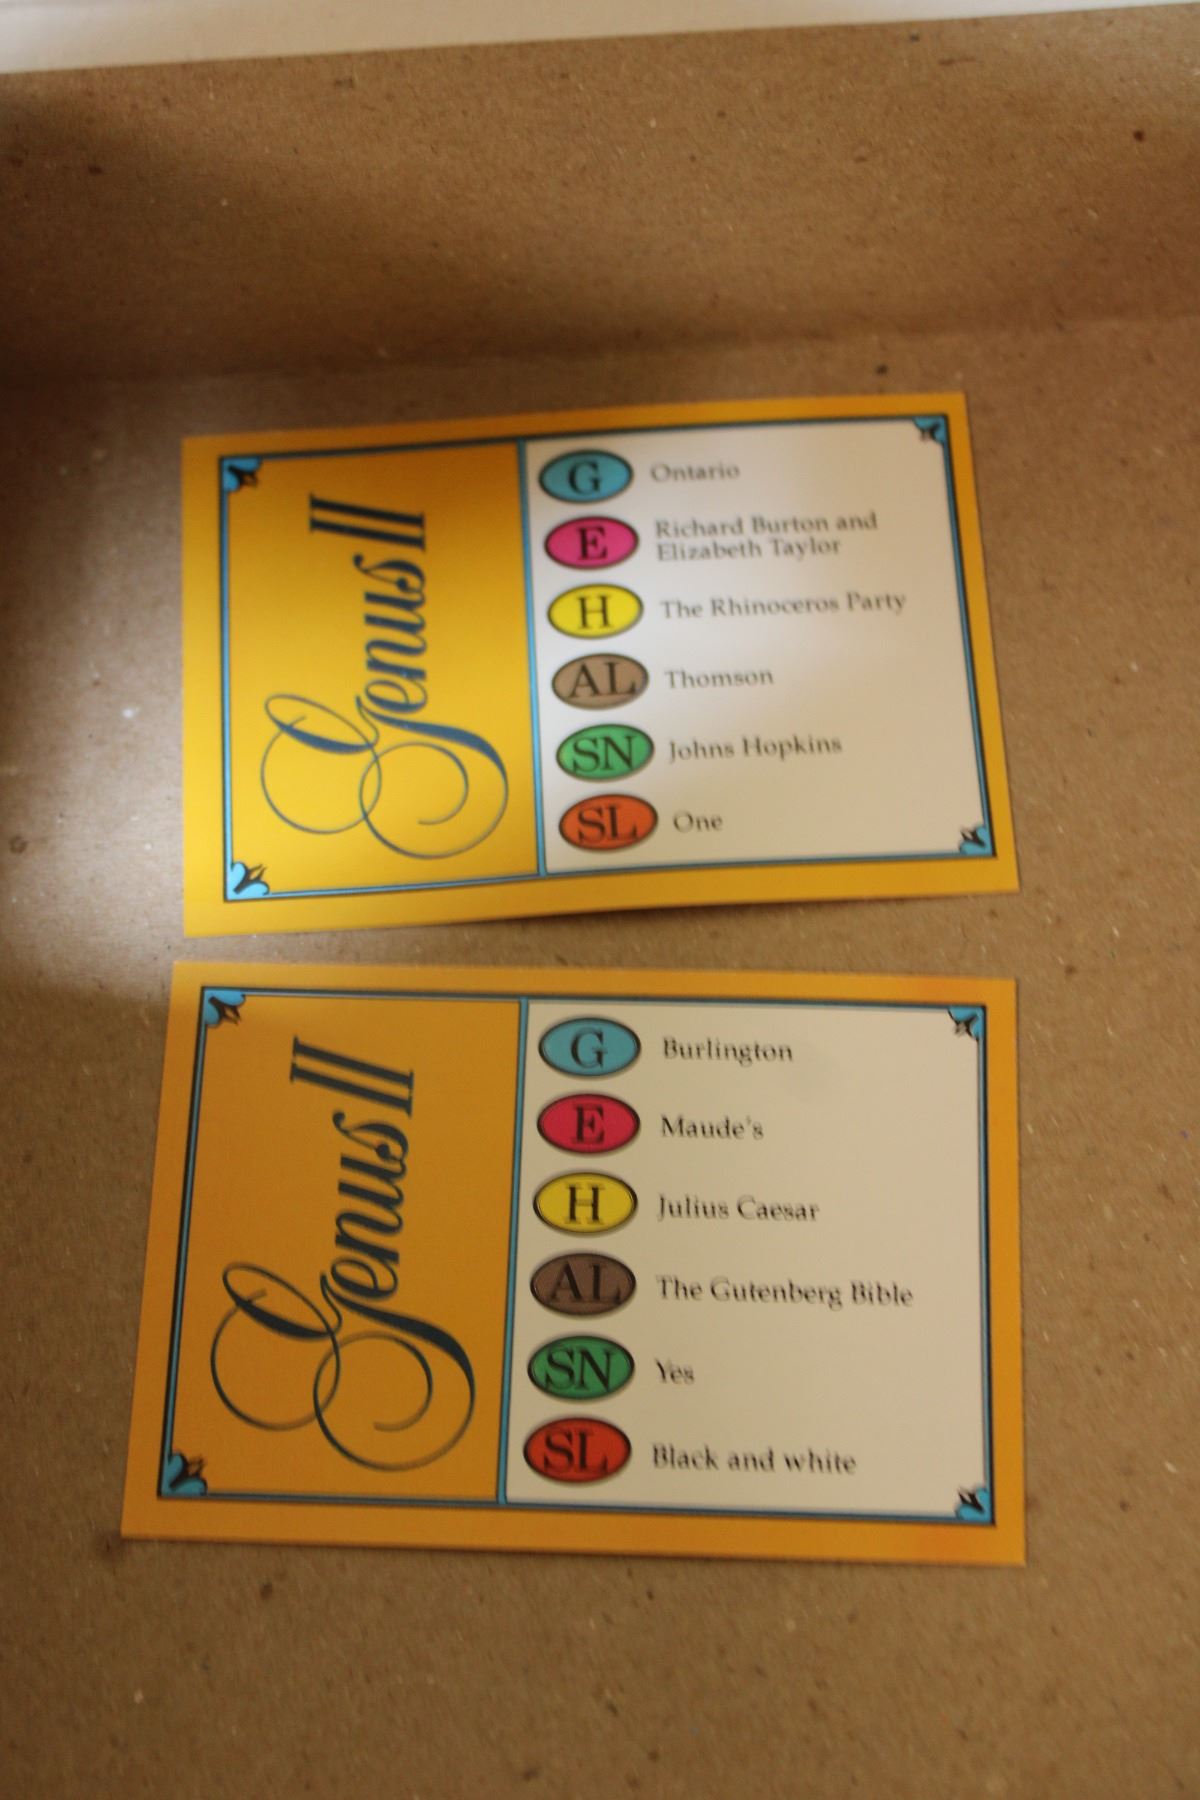 Genus II
G Ontario
E Richard Burton and
Elizabeth Taylor
H The Rhinoceros Party
AL Thomson
SN Johns Hopkins
SL One
Genus II
G Burlington
E Maude's
H Julius Caesar
AL The Gutenberg Bible
SN Yes
SL Black and white